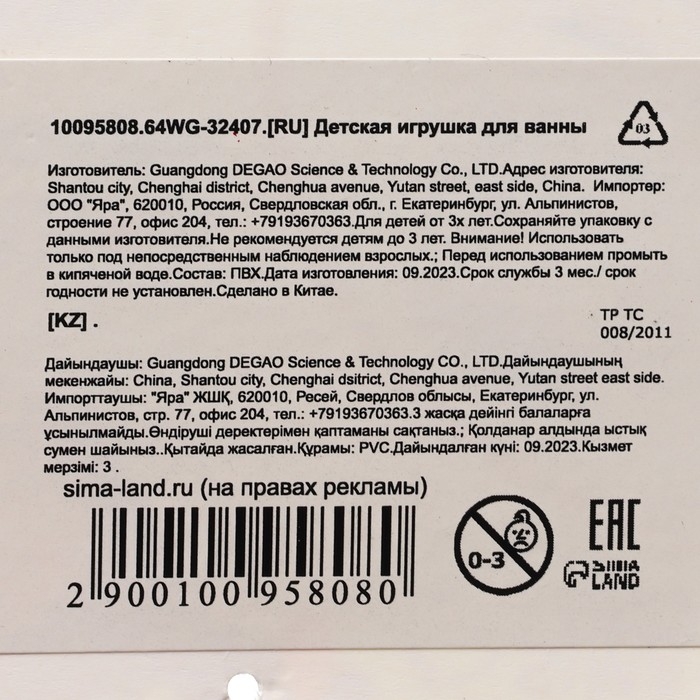 10095808.64WG-32407.[RU] Детская игрушка для ванны
03
Изготовитель: Guangdong DEGAO Science & Technology Co., LTD.Адрес изготовителя:
Shantou city, Chenghai district, Chenghua avenue, Yutan street, east side, China. Импортер:
ООО "Яра", 620010, Россия, Свердловская обл., г. Екатеринбург, ул. Альпинистов,
строение 77, офис 204, тел.: +79193670363.Для детей от 3х лет.Сохраняйте упаковку с
данными изготовителя.Не рекомендуется детям до 3 лет. Внимание! Использовать
только под непосредственным наблюдением взрослых.; Перед использованием промыть
в кипяченой воде.Состав: ПВХ.Дата изготовления: 09.2023.Срок службы 3 мес./ срок
годности не установлен.Сделано в Китае.
[KZ] .
ТР ТС
008/2011
Дайындаушы: Guangdong DEGAO Science & Technology CO., LTD.Дайындаушының
мекенжайы: China, Shantou city, Chenghai dsitrict, Chenghua avenue, Yutan street east side.
Импорттаушы: "Яра" ЖШҚ, 620010, Ресей, Свердлов облысы, Екатеринбург, ул.
Альпинистов, стр. 77, офис 204, тел.: +79193670363.3 жасқа дейінгі балаларға
ұсынылмайды.Өндіруші деректерімен қаптаманы сақтаңыз.; Қолданар алдында ыстық
сумен шайыңыз..Қытайда жасалған.Құрамы: PVC.Дайындалған күні: 09.2023.Кызмет
мерзімі: 3 .
sima-land.ru (на правах рекламы)
2 900100 958080
0-3
EAC
SIMA
LAND